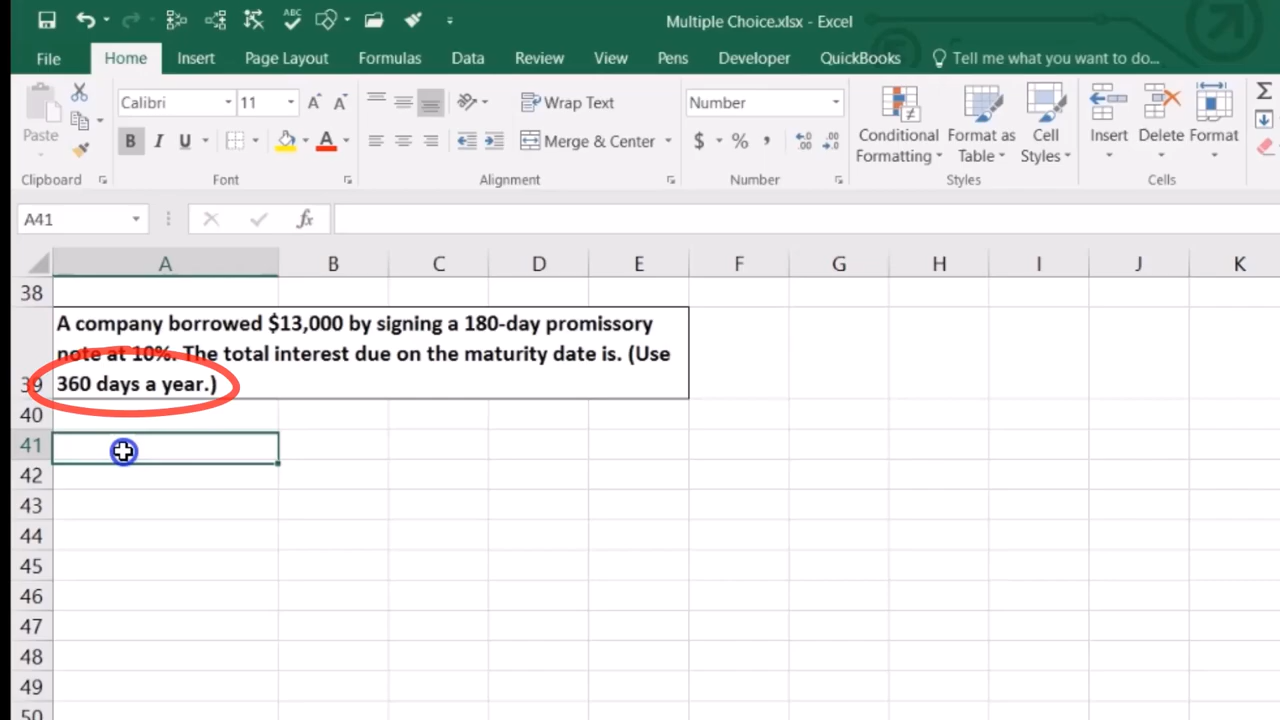 ABC
Multiple Choice.xlsx - Excel
File Home Insert Page Layout Formulas Data Review View Pens Developer QuickBooks Tell me what you want to do...
Paste
Calibri 11 A A
B I U A
Wrap Text
Merge & Center
Number
$ % , .00 .0
Conditional Formatting
Format as Table
Cell Styles
Insert Delete Format
Σ
Clipboard Font Alignment Number Styles Cells
A41 fx
A B C D E F G H I J K
38
A company borrowed $13,000 by signing a 180-day promissory
note at 10%. The total interest due on the maturity date is. (Use
39 360 days a year.)
40
41
42
43
44
45
46
47
48
49
50